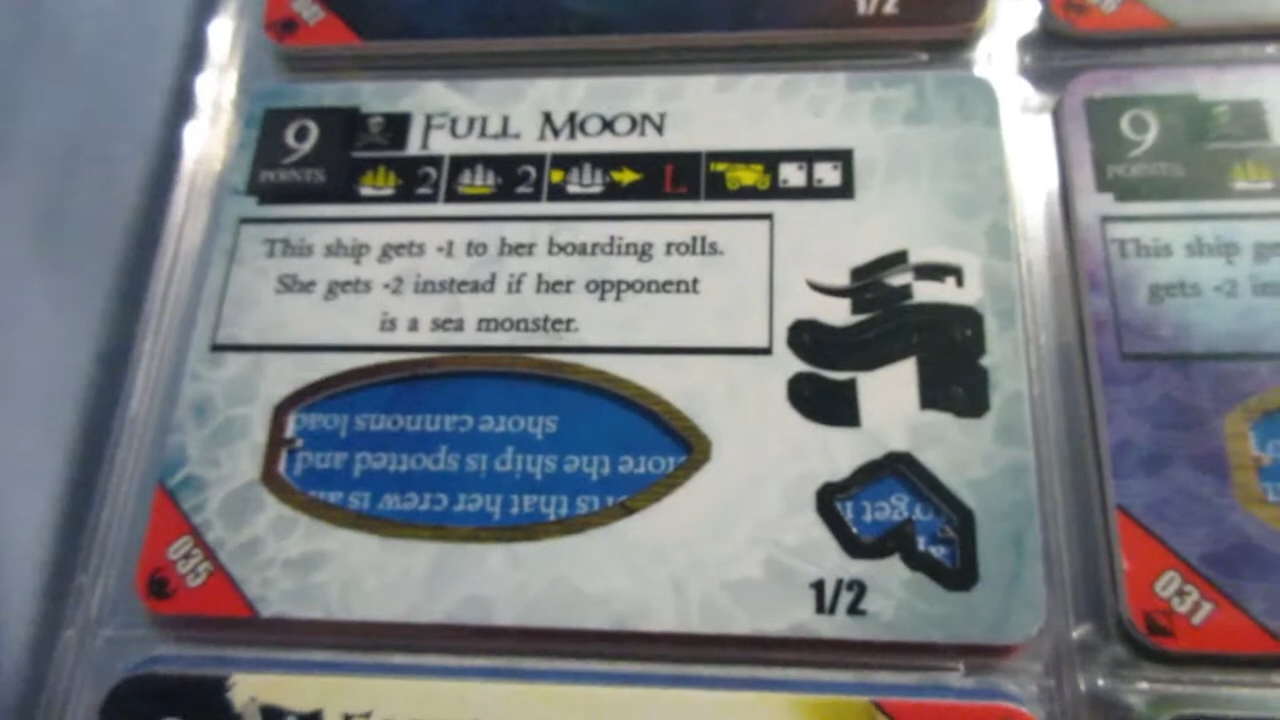 041
1/2
9
POINTS
FULL MOON
2
2
L
This ship gets -1 to her boarding rolls.
She gets -2 instead if her opponent
is a sea monster.
shore cannons load
the ship is spotted and
that her crew is
get
035
1/2
9
POINTS
This ship
gets -2
031